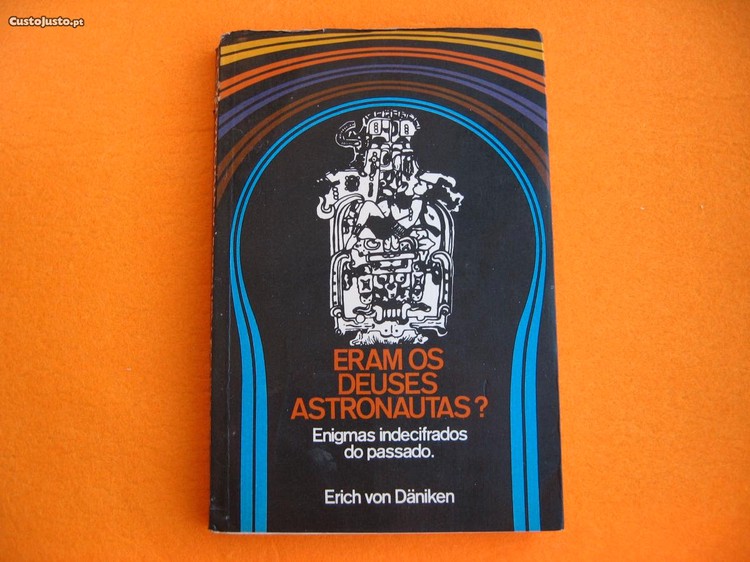 CustoJusto.pt
ERAM OS
DEUSES
ASTRONAUTAS?
Enigmas indecifrados
do passado.
Erich von Däniken